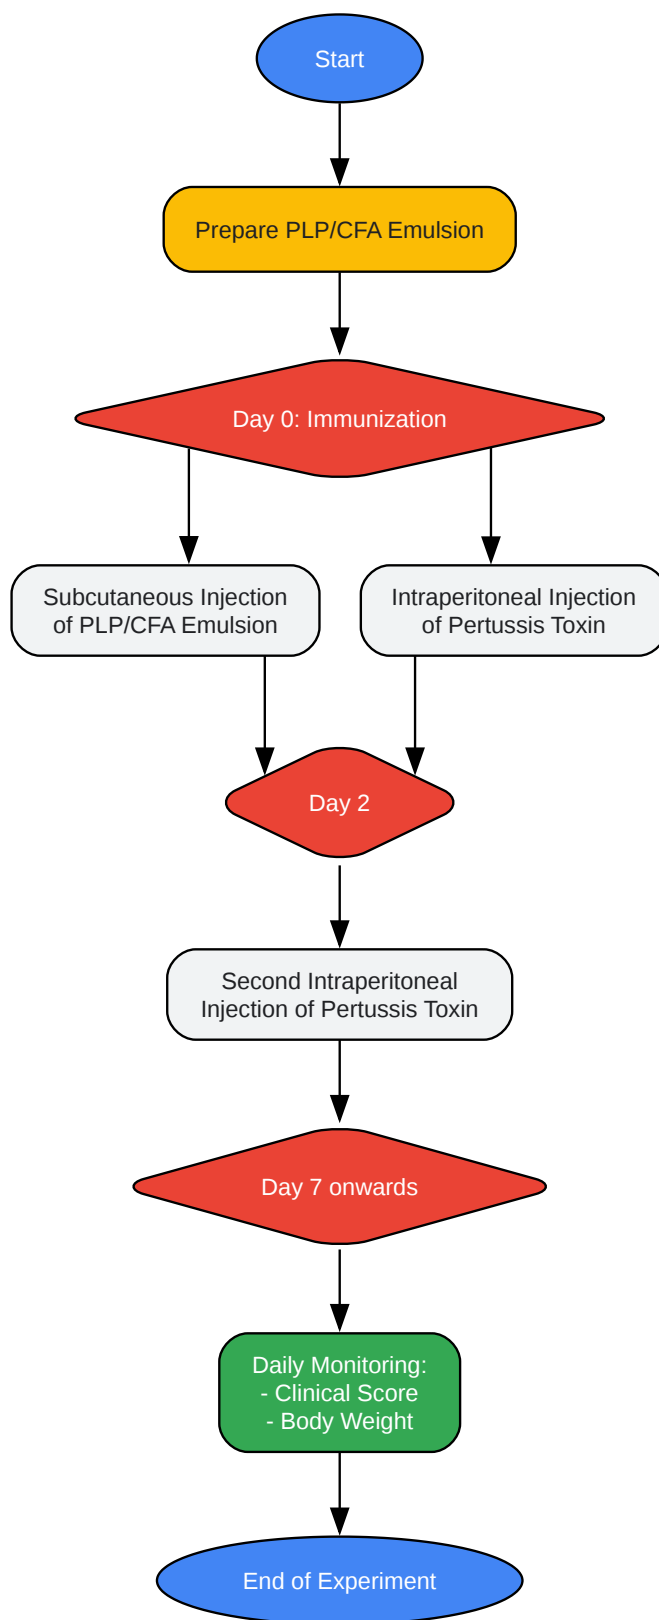 Start
Prepare PLP/CFA Emulsion
Day 0: Immunization
Subcutaneous Injection
of PLP/CFA Emulsion
Intraperitoneal Injection
of Pertussis Toxin
Day 2
Second Intraperitoneal
Injection of Pertussis Toxin
Day 7 onwards
Daily Monitoring:
- Clinical Score
- Body Weight
End of Experiment